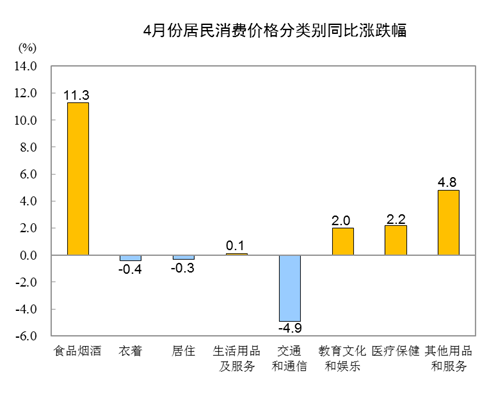 4月份居民消费价格分类别同比涨跌幅
(%)
14.0
12.0
10.0
8.0
6.0
4.0
2.0
0.0
-2.0
-4.0
-6.0
11.3
-0.4
-0.3
0.1
-4.9
2.0
2.2
4.8
食品烟酒
衣着
居住
生活用品
及服务
交通
和通信
教育文化
和娱乐
医疗保健
其他用品
和服务